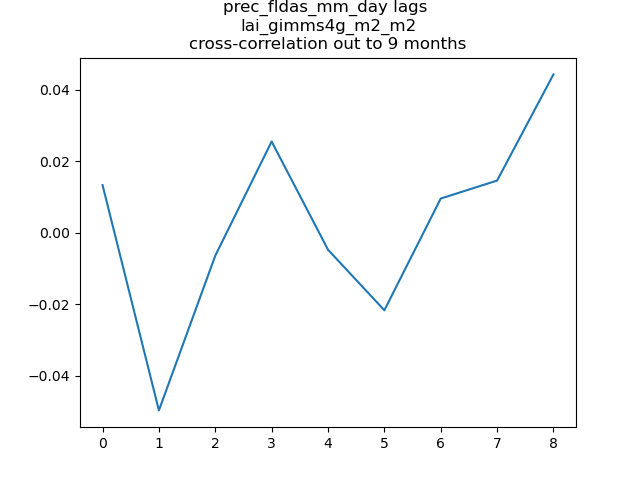 prec_fldas_mm_day lags
lai_gimms4g_m2_m2
cross-correlation out to 9 months
0.04
0.02
0.00
−0.02
−0.04
0 1 2 3 4 5 6 7 8